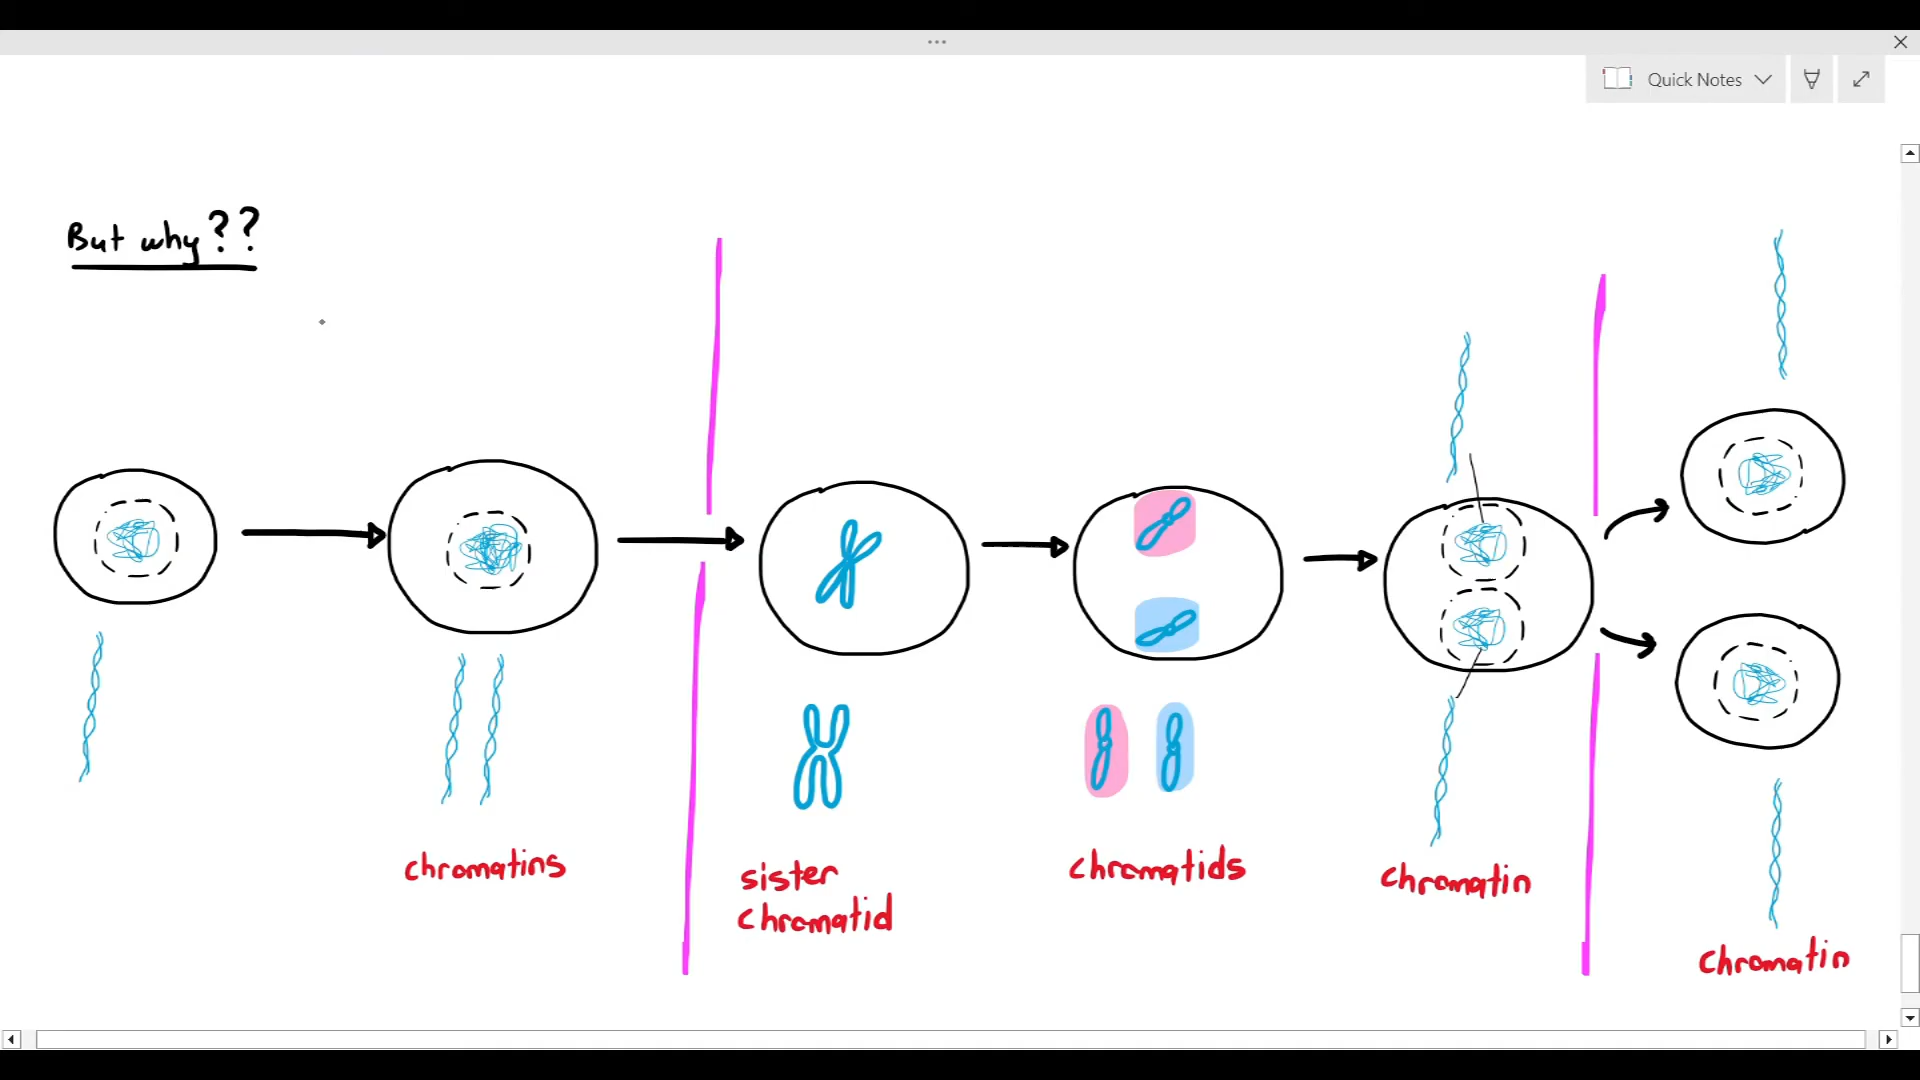 Quick Notes
But why??
chromatins
sister
chromatid
chromatids
chromatin
chromatin